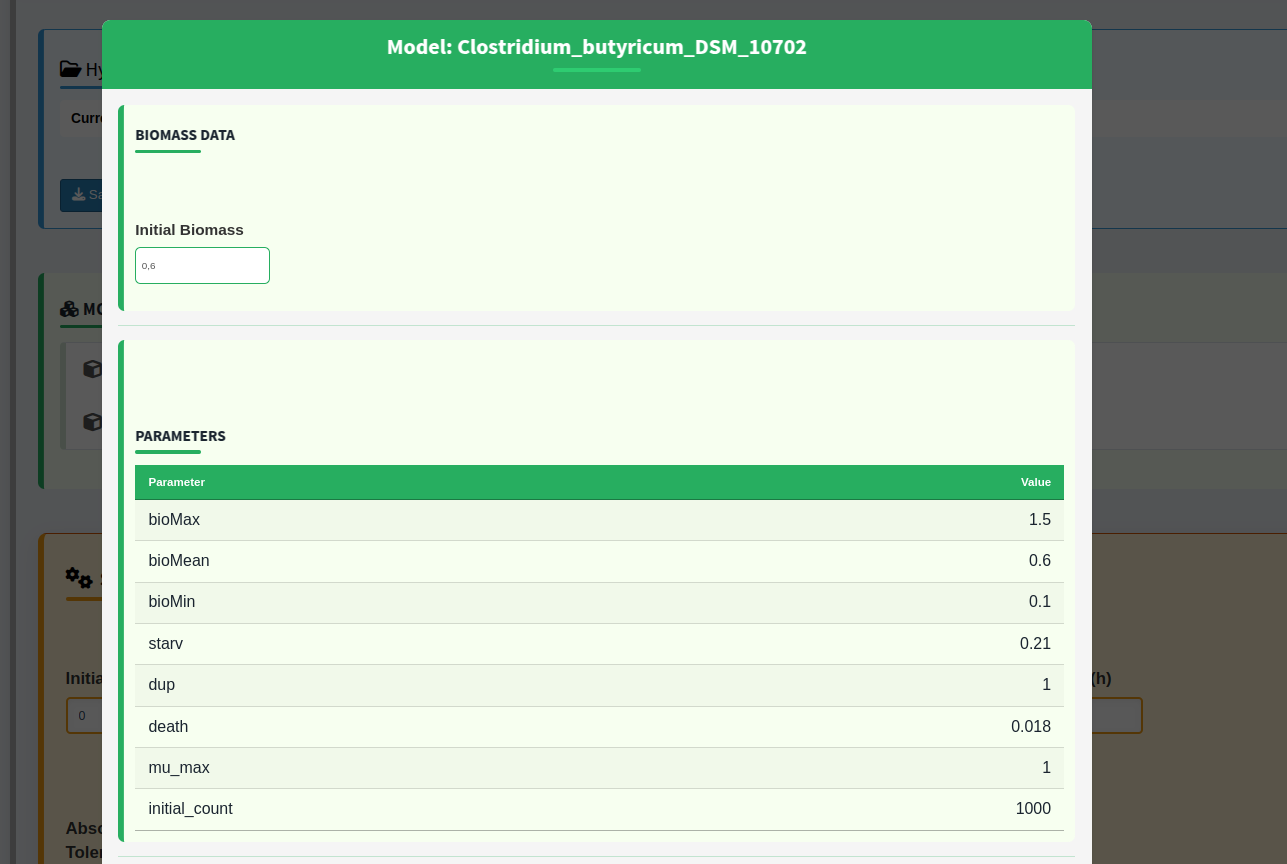 Model: Clostridium_butyricum_DSM_10702
Hy
Curre
Sa
MO
BIOMASS DATA
Initial Biomass
0,6
PARAMETERS
Parameter Value
bioMax 1.5
bioMean 0.6
bioMin 0.1
starv 0.21
dup 1
death 0.018
mu_max 1
initial_count 1000
Initia
(h)
0
Abso
Toler